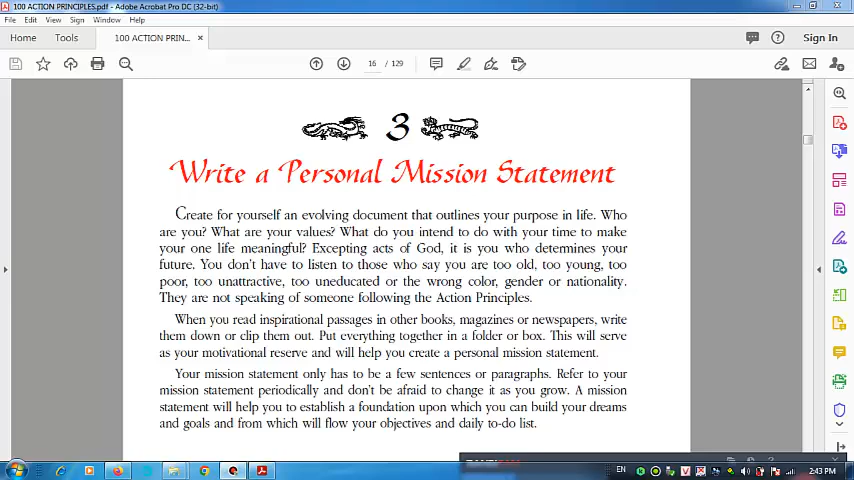 100 ACTION PRINCIPLES.pdf - Adobe Acrobat Pro DC (32-bit)
File Edit View Sign Window Help
Home Tools 100 ACTION PRIN... × Sign In
16 / 129
3
Write a Personal Mission Statement
Create for yourself an evolving document that outlines your purpose in life. Who
are you? What are your values? What do you intend to do with your time to make
your one life meaningful? Excepting acts of God, it is you who determines your
future. You don't have to listen to those who say you are too old, too young, too
poor, too unattractive, too uneducated or the wrong color, gender or nationality.
They are not speaking of someone following the Action Principles.
When you read inspirational passages in other books, magazines or newspapers, write
them down or clip them out. Put everything together in a folder or box. This will serve
as your motivational reserve and will help you create a personal mission statement.
Your mission statement only has to be a few sentences or paragraphs. Refer to your
mission statement periodically and don't be afraid to change it as you grow. A mission
statement will help you to establish a foundation upon which you can build your dreams
and goals and from which will flow your objectives and daily to-do list.
EN 2:43 PM